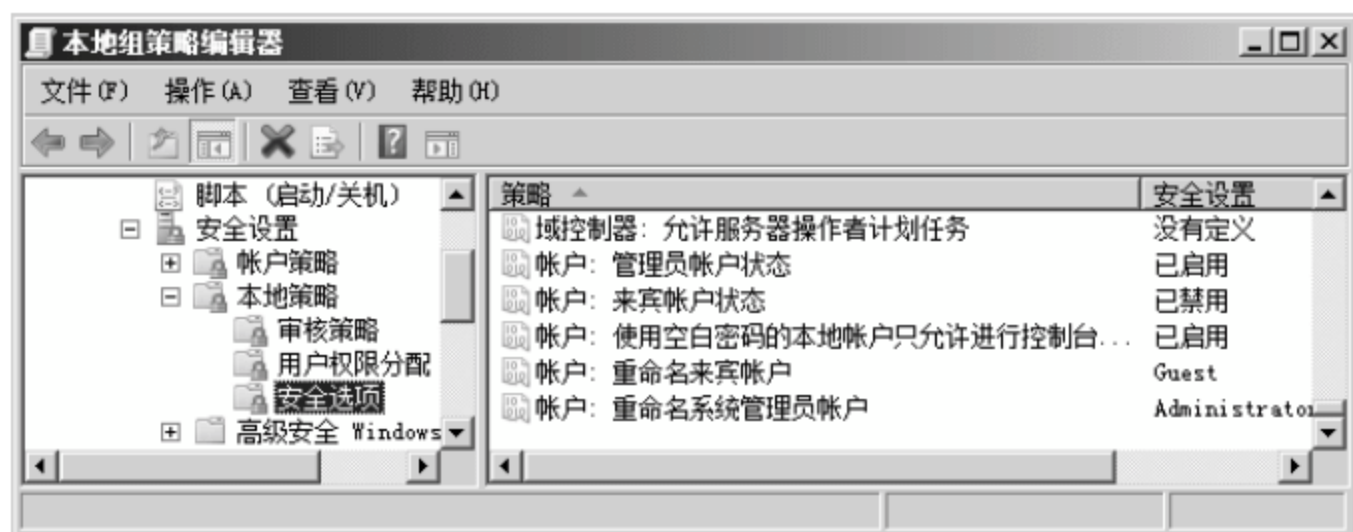 本地组策略编辑器
文件(F) 操作(A) 查看(V) 帮助(H)
脚本 (启动/关机)
安全设置
帐户策略
本地策略
审核策略
用户权限分配
安全选项
高级安全 Windows
策略 安全设置
域控制器: 允许服务器操作者计划任务 没有定义
帐户: 管理员帐户状态 已启用
帐户: 来宾帐户状态 已禁用
帐户: 使用空白密码的本地帐户只允许进行控制台... 已启用
帐户: 重命名来宾帐户 Guest
帐户: 重命名系统管理员帐户 Administrator